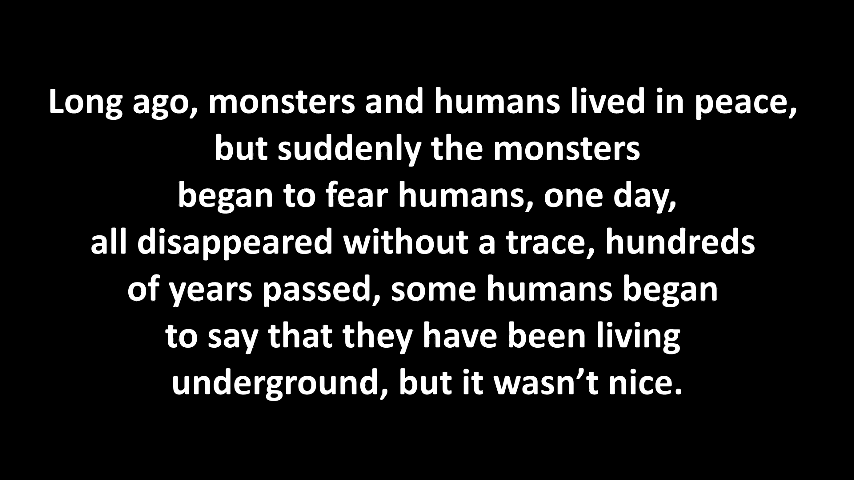 Long ago, monsters and humans lived in peace,
but suddenly the monsters
began to fear humans, one day,
all disappeared without a trace, hundreds
of years passed, some humans began
to say that they have been living
underground, but it wasn’t nice.